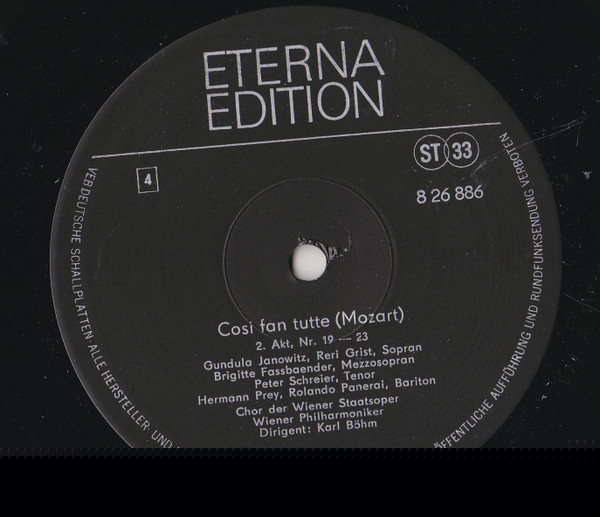 ETERNA
EDITION
ST 33
4
8 26 886
Così fan tutte (Mozart)
2. Akt, Nr. 19 — 23
Gundula Janowitz, Reri Grist, Sopran
Brigitte Fassbaender, Mezzosopran
Peter Schreier, Tenor
Hermann Prey, Rolando Panerai, Bariton
Chor der Wiener Staatsoper
Wiener Philharmoniker
Dirigent: Karl Böhm
VEB DEUTSCHE SCHALLPLATTEN · ALLE HERSTELLER- UND
ÖFFENTLICHE AUFFÜHRUNG UND RUNDFUNKSENDUNG VERBOTEN